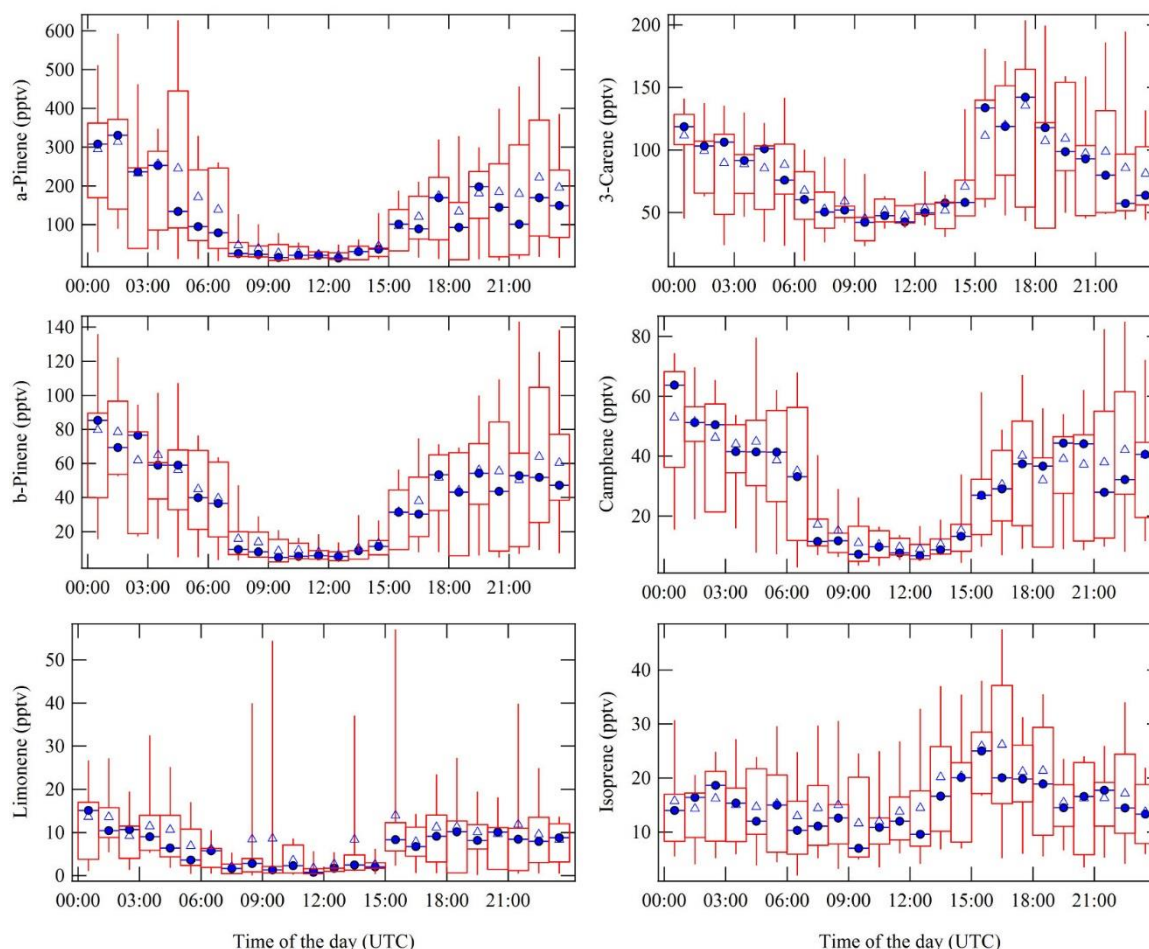 a-Pinene (pptv)
600
500
400
300
200
100
00:00 03:00 06:00 09:00 12:00 15:00 18:00 21:00
3-Carene (pptv)
200
150
100
50
00:00 03:00 06:00 09:00 12:00 15:00 18:00 21:00
b-Pinene (pptv)
140
120
100
80
60
40
20
00:00 03:00 06:00 09:00 12:00 15:00 18:00 21:00
Camphene (pptv)
80
60
40
20
00:00 03:00 06:00 09:00 12:00 15:00 18:00 21:00
Limonene (pptv)
50
40
30
20
10
0
00:00 03:00 06:00 09:00 12:00 15:00 18:00 21:00
Time of the day (UTC)
Isoprene (pptv)
40
30
20
10
00:00 03:00 06:00 09:00 12:00 15:00 18:00 21:00
Time of the day (UTC)